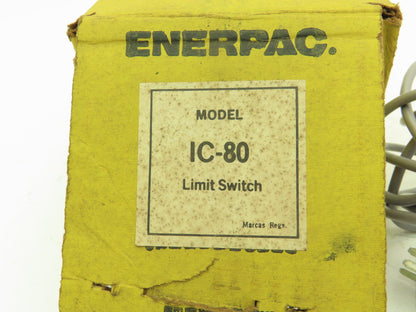 ENERPAC.
MODEL
IC-80
Limit Switch
Marcas Regs.